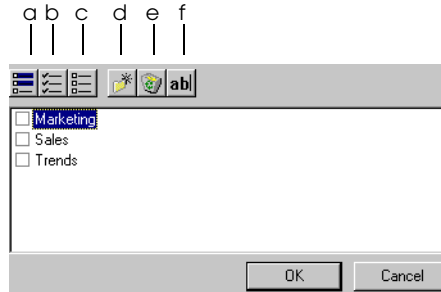 a b c d e f
ab
Marketing
Sales
Trends
OK Cancel